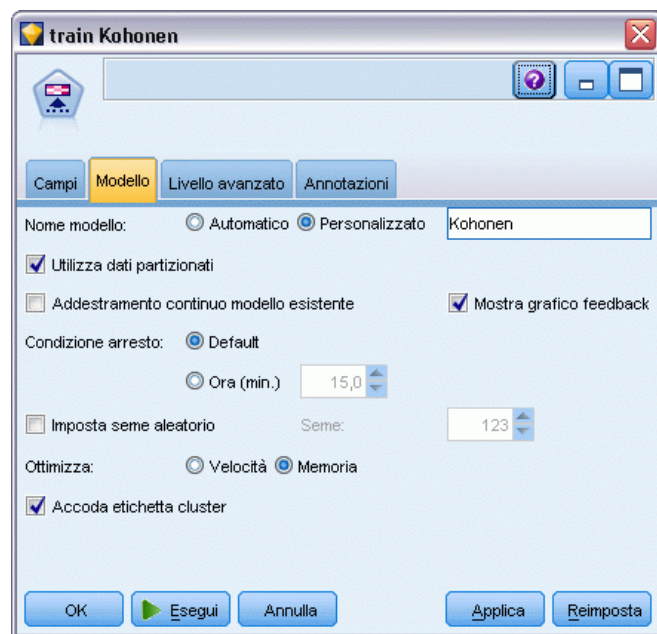 train Kohonen
Campi Modello Livello avanzato Annotazioni
Nome modello: Automatico Personalizzato Kohonen
Utilizza dati partizionati
Addestramento continuo modello esistente Mostra grafico feedback
Condizione arresto: Default
Ora (min.) 15,0
Imposta seme aleatorio Seme: 123
Ottimizza: Velocità Memoria
Accoda etichetta cluster
OK Esegui Annulla Applica Reimposta